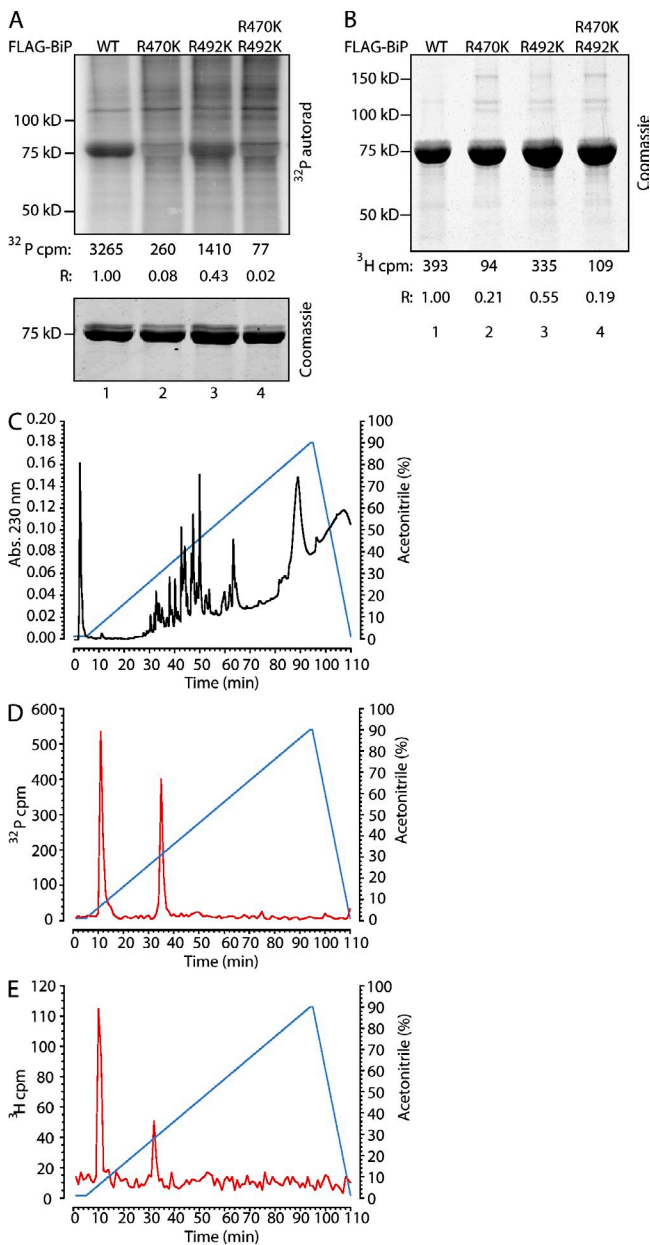 A
R470K
FLAG-BiP WT R470K R492K R492K
100 kD
75 kD
50 kD
32P autorad
32 P cpm: 3265 260 1410 77
R: 1.00 0.08 0.43 0.02
75 kD
Coomassie
1 2 3 4
B
R470K
FLAG-BiP WT R470K R492K R492K
150 kD
100 kD
75 kD
50 kD
Coomassie
3H cpm: 393 94 335 109
R: 1.00 0.21 0.55 0.19
1 2 3 4
C
Abs. 230 nm
0.20
0.18
0.16
0.14
0.12
0.10
0.08
0.06
0.04
0.02
0.00
100
90
80
70
60
50
40
30
20
10
0
Acetonitrile (%)
0 10 20 30 40 50 60 70 80 90 100 110
Time (min)
D
32P cpm
600
500
400
300
200
100
0
100
90
80
70
60
50
40
30
20
10
0
Acetonitrile (%)
0 10 20 30 40 50 60 70 80 90 100 110
Time (min)
E
3H cpm
120
100
80
60
40
20
0
100
90
80
70
60
50
40
30
20
10
0
Acetonitrile (%)
0 10 20 30 40 50 60 70 80 90 100 110
Time (min)